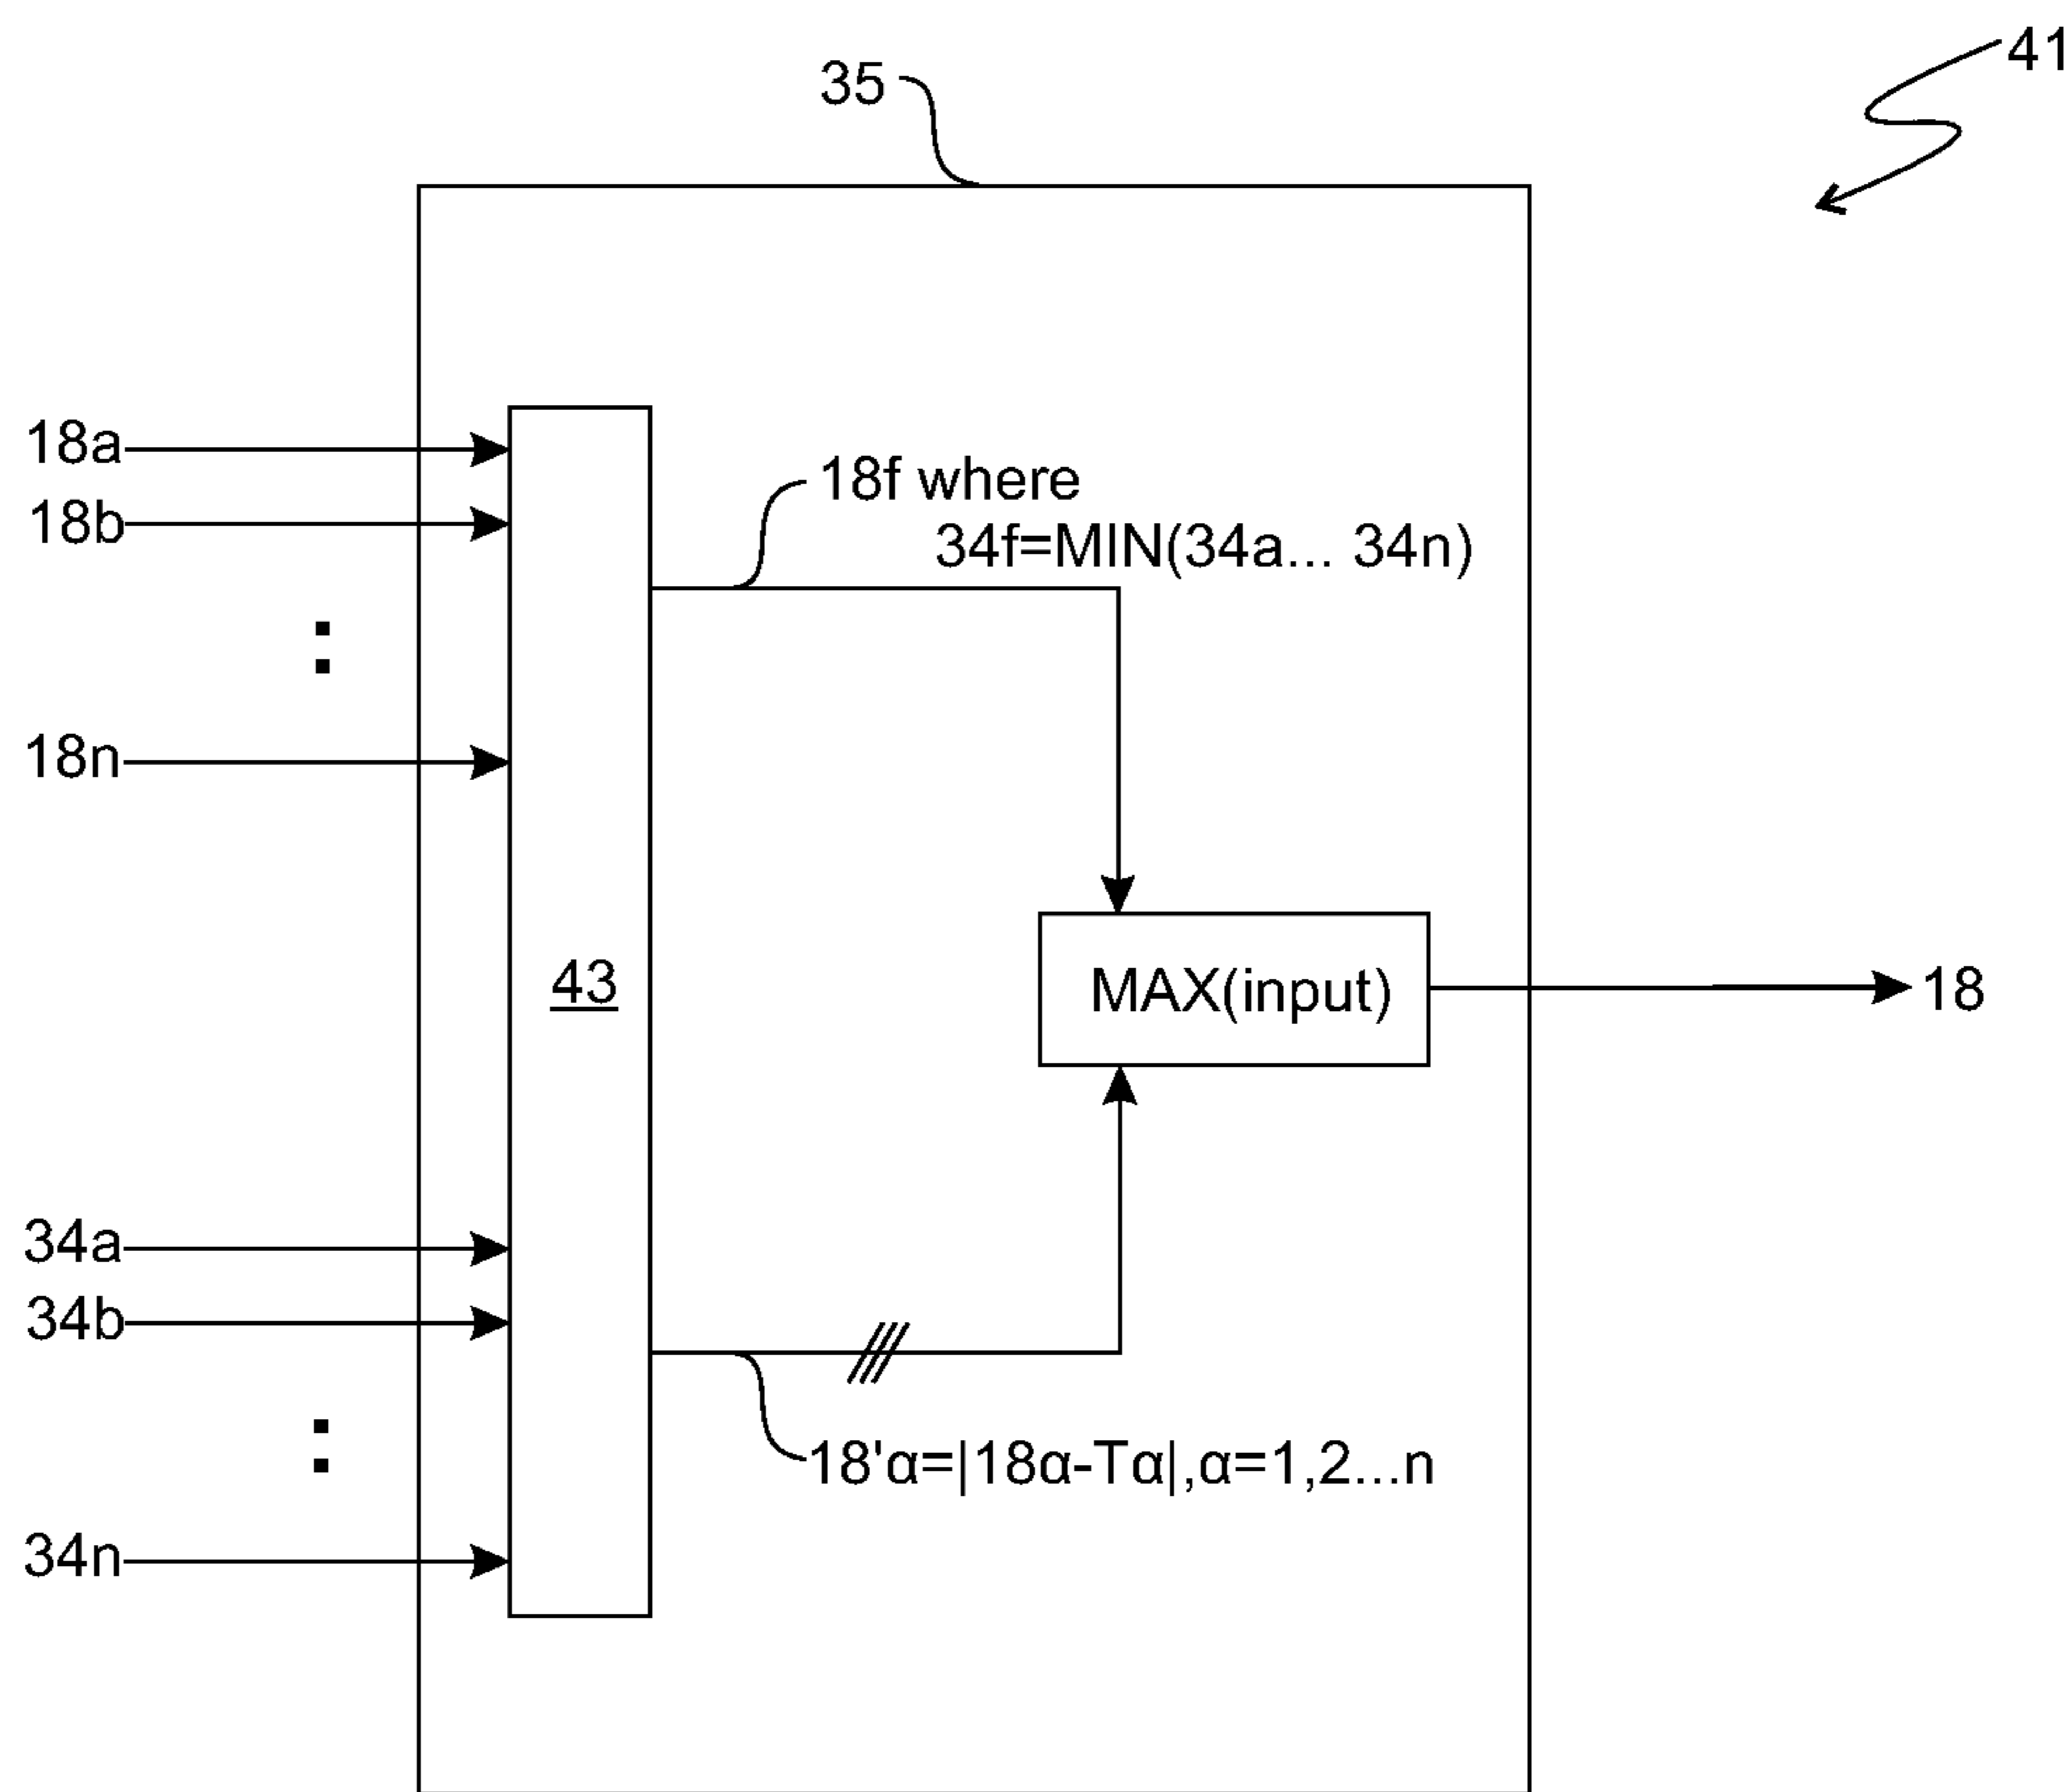 41
35
18a
18b
18n
18f where
34f=MIN(34a... 34n)
43
MAX(input)
18
34a
34b
34n
18'α=|18α-Tα|,α=1,2...n